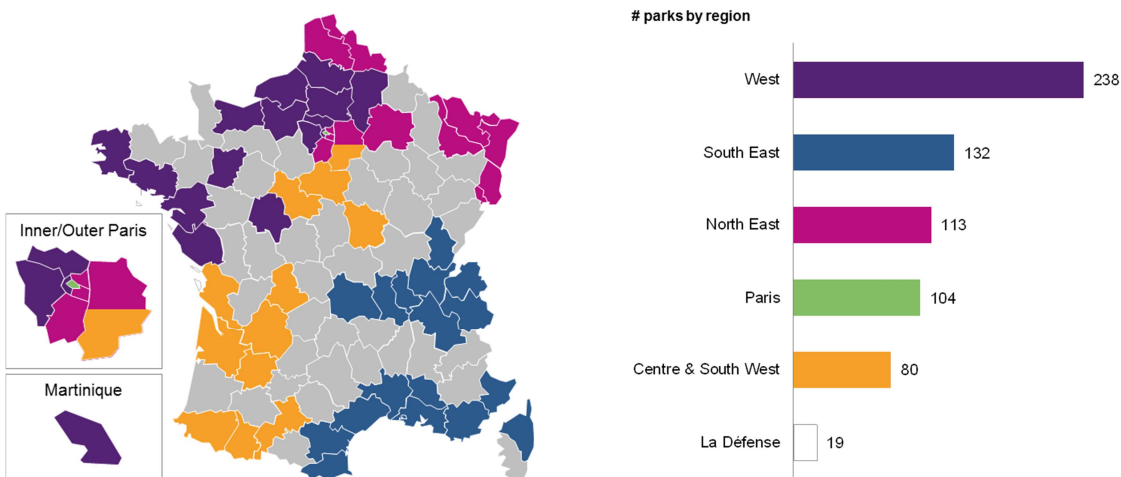 # parks by region
West
238
South East
132
Inner/Outer Paris
North East
113
Paris
104
Centre & South West
80
Martinique
La Défense
19